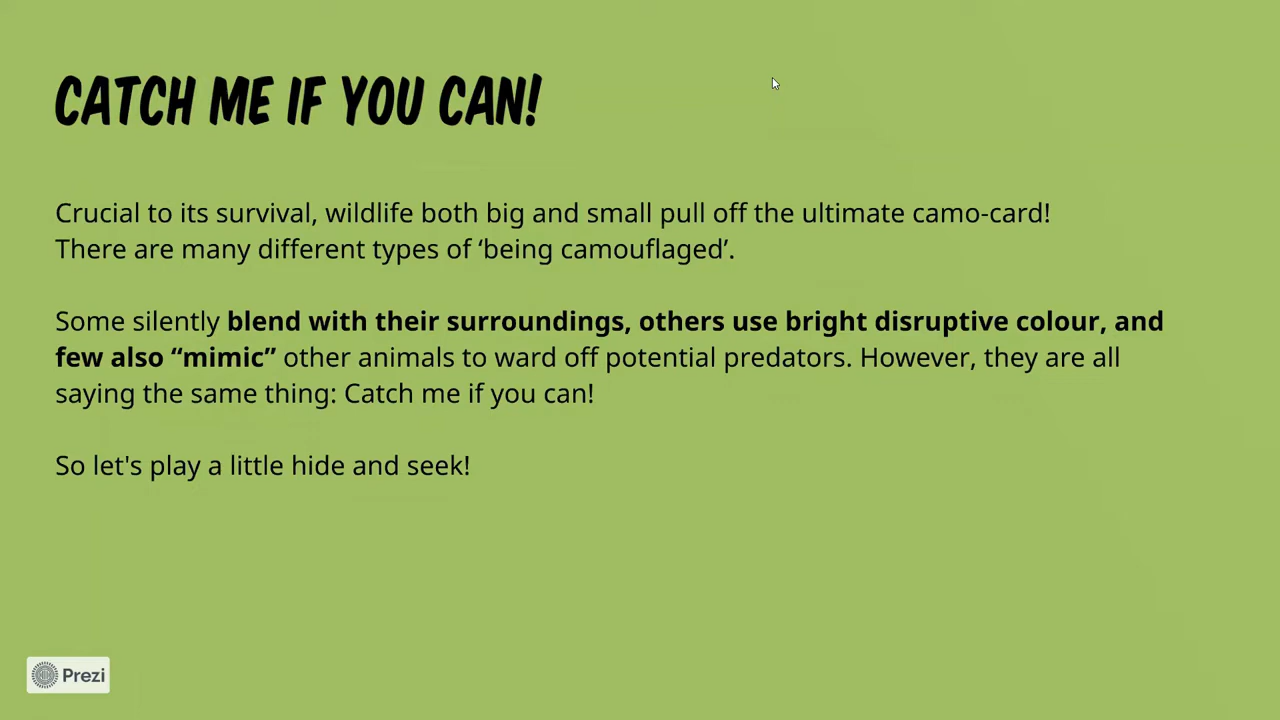 CATCH ME IF YOU CAN!
Crucial to its survival, wildlife both big and small pull off the ultimate camo-card!
There are many different types of ‘being camouflaged’.
Some silently blend with their surroundings, others use bright disruptive colour, and
few also “mimic” other animals to ward off potential predators. However, they are all
saying the same thing: Catch me if you can!
So let's play a little hide and seek!
Prezi